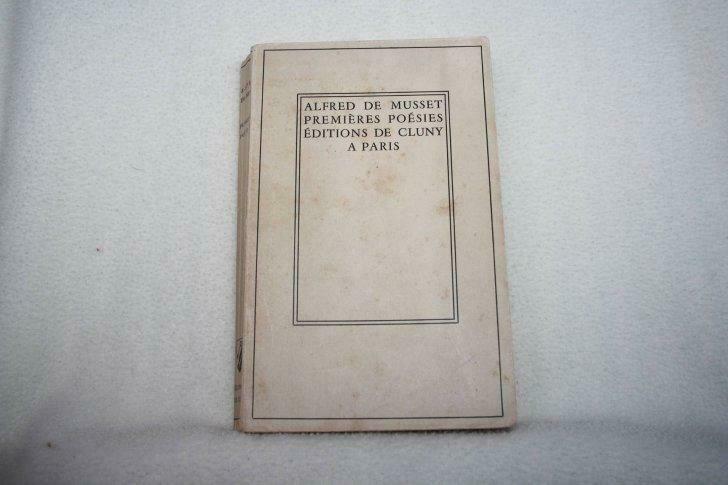 ALFRED DE MUSSET
PREMIÈRES POÉSIES
ÉDITIONS DE CLUNY
A PARIS